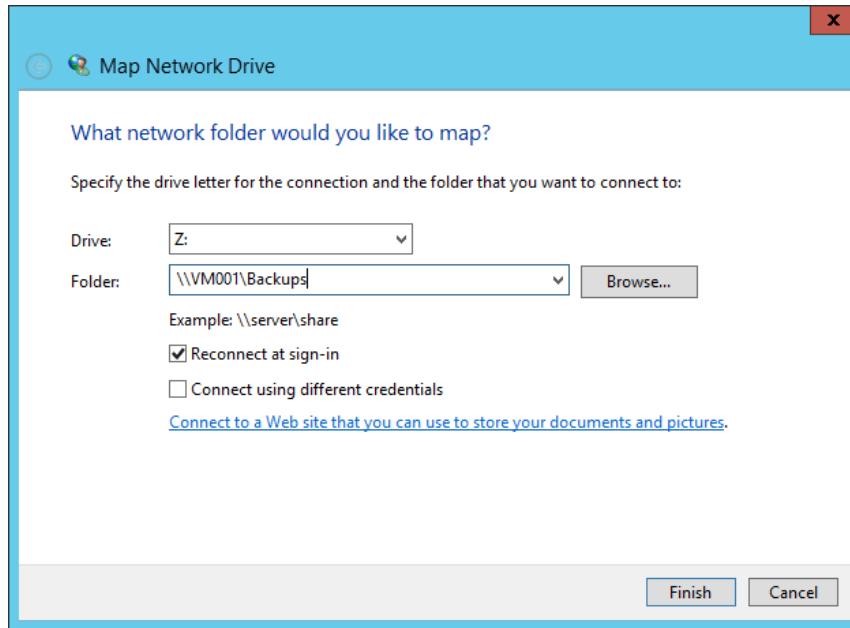 x
Map Network Drive
What network folder would you like to map?
Specify the drive letter for the connection and the folder that you want to connect to:
Drive: Z:
Folder: \\VM001\Backups Browse...
Example: \\server\share
Reconnect at sign-in
Connect using different credentials
Connect to a Web site that you can use to store your documents and pictures.
Finish Cancel